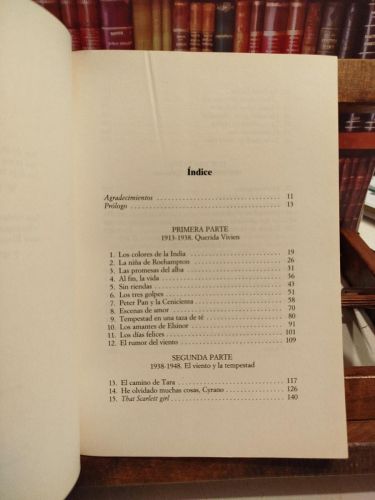 Índice
Agradecimientos 11
Prólogo 13
PRIMERA PARTE
1913-1938. Querida Vivien
1. Los colores de la India 19
2. La niña de Roehampton 26
3. Las promesas del alba 31
4. Al fin, la vida 36
5. Sin riendas 43
6. Los tres golpes 51
7. Peter Pan y la Cenicienta 58
8. Escenas de amor 70
9. Tempestad en una taza de té 80
10. Los amantes de Elsinor 91
11. Los días felices 101
12. El rumor del viento 109
SEGUNDA PARTE
1938-1948. El viento y la tempestad
13. El camino de Tara 117
14. He olvidado muchas cosas, Cyrano 126
15. That Scarlett girl 140